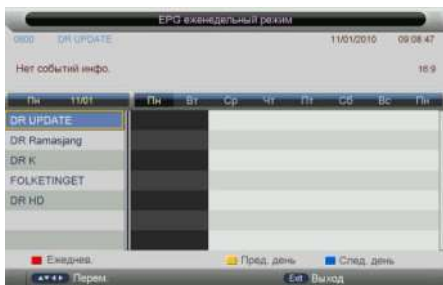 EPG еженедельный режим
0800 DR UPDATE 11/01/2010 09:08:47
Нет событий инфо. 16:9
Пн 11/01 Пн Вт Ср Чт Пт Сб Вс Пн
DR UPDATE
DR Ramasjang
DR K
FOLKETINGET
DR HD
Ежеднев. Пред. день След. день
Перем. Exit Выход